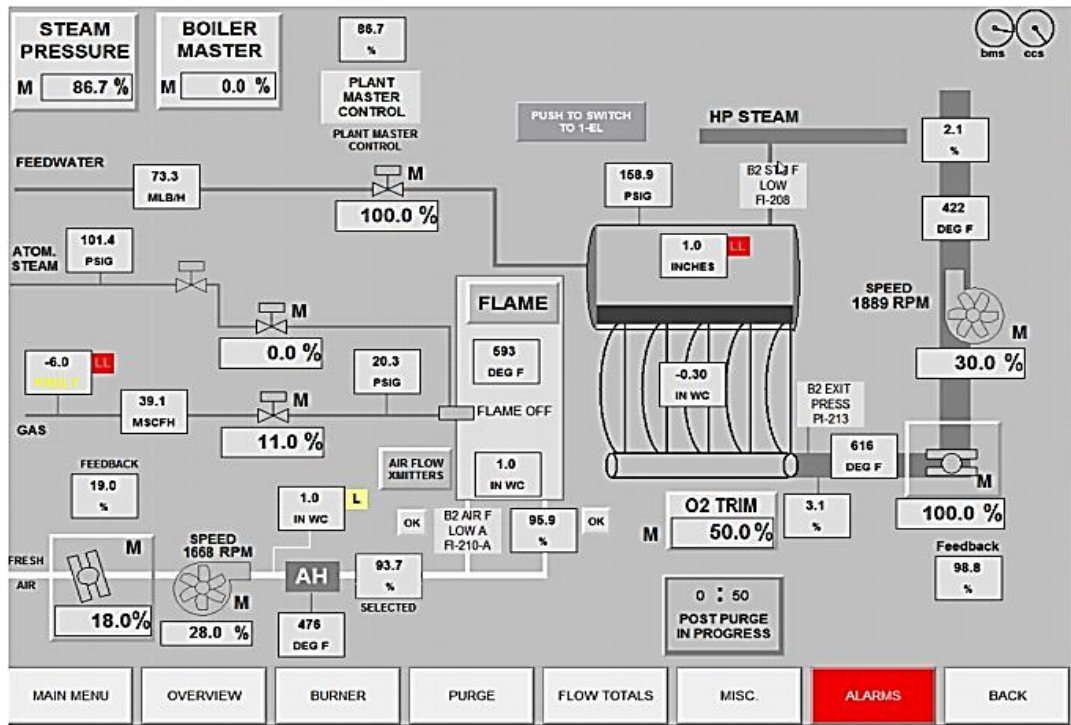 STEAM
PRESSURE
M 86.7 %
BOILER
MASTER
M 0.0 %
86.7
%
PLANT
MASTER
CONTROL
PLANT MASTER
CONTROL
bms ccs
PUSH TO SWITCH
TO 1-EL
HP STEAM
2.1
%
FEEDWATER
73.3
MLB/H
M
100.0 %
158.9
PSIG
LOW
FI-208
422
DEG F
ATOM.
STEAM
101.4
PSIG
1.0
INCHES
LL
SPEED
1889 RPM
M
30.0 %
M
0.0 %
FLAME
593
DEG F
FLAME OFF
-6.0
LL
39.1
MSCFH
GAS
M
11.0 %
20.3
PSIG
-0.30
IN WC
B2 EXIT
PRESS
PI-213
616
DEG F
M
100.0 %
FEEDBACK
19.0
%
AIR FLOW
XMITTERS
1.0
IN WC
1.0
IN WC
L
OK
B2 AIR F
LOW A
FI-210-A
95.9
%
OK
O2 TRIM
M 50.0 %
3.1
%
Feedback
98.8
%
FRESH
AIR
M
18.0%
SPEED
1668 RPM
M
28.0 %
AH
476
DEG F
93.7
%
SELECTED
0 : 50
POST PURGE
IN PROGRESS
MAIN MENU
OVERVIEW
BURNER
PURGE
FLOW TOTALS
MISC.
ALARMS
BACK